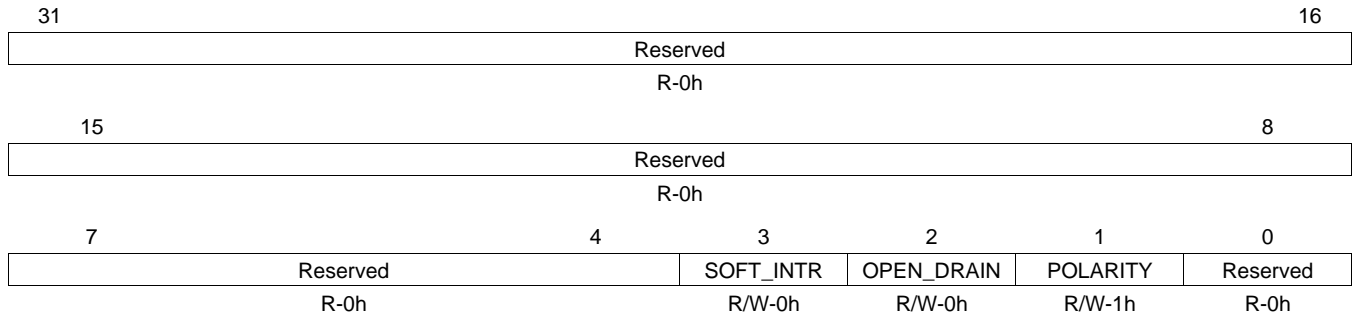 31 16
Reserved
R-0h
15 8
Reserved
R-0h
7 4 3 2 1 0
Reserved SOFT_INTR OPEN_DRAIN POLARITY Reserved
R-0h R/W-0h R/W-0h R/W-1h R-0h